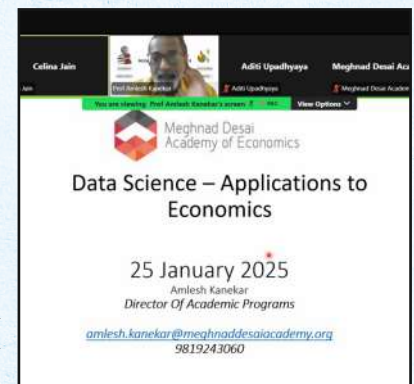 Celina Jain
Aditi Upadhyaya
Meghnad Desai Aca
Jain
Prof Amlesh Kanekar
Aditi Upadhyaya
Meghnad Desai Academ
You are viewing Prof Amlesh Kanekar's screen
View Options
Meghnad Desai
Academy of Economics
Data Science – Applications to
Economics
25 January 2025
Amlesh Kanekar
Director Of Academic Programs
amlesh.kanekar@meghnaddesaiacademy.org
9819243060